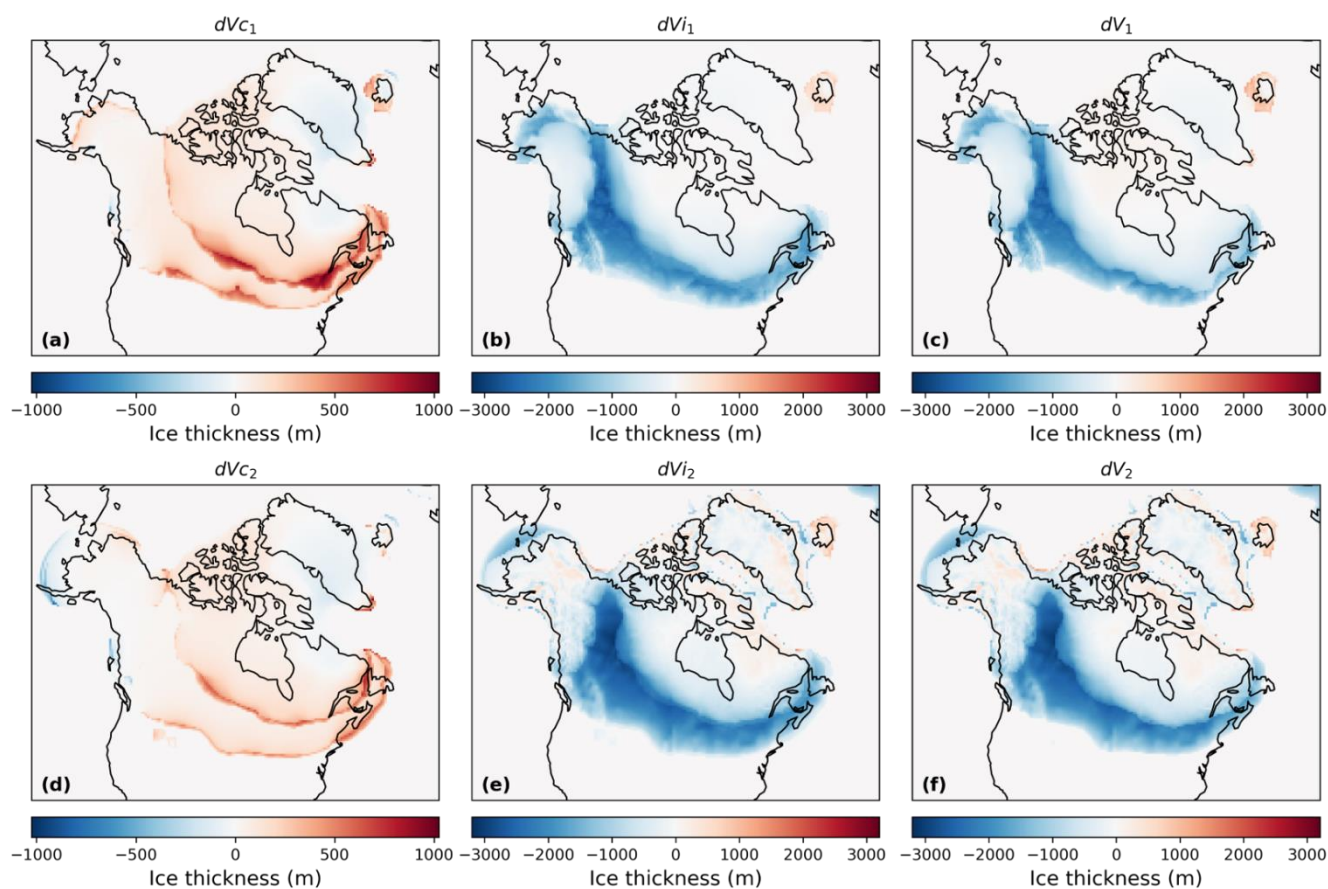 dVc₁ dVi₁ dV₁
(a) (b) (c)
−1000 −500 0 500 1000 −3000 −2000 −1000 0 1000 2000 3000 −3000 −2000 −1000 0 1000 2000 3000
Ice thickness (m) Ice thickness (m) Ice thickness (m)
dVc₂ dVi₂ dV₂
(d) (e) (f)
−1000 −500 0 500 1000 −3000 −2000 −1000 0 1000 2000 3000 −3000 −2000 −1000 0 1000 2000 3000
Ice thickness (m) Ice thickness (m) Ice thickness (m)